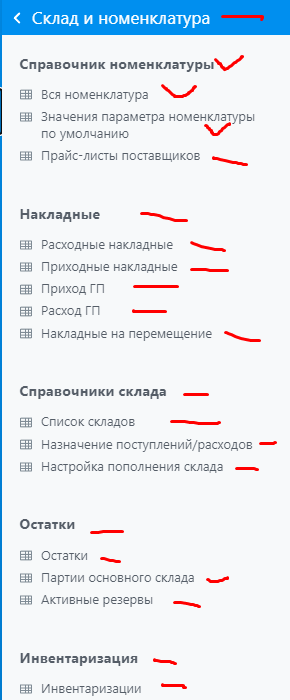 Склад и номенклатура
Справочник номенклатуры
Вся номенклатура
Значения параметра номенклатуры
по умолчанию
Прайс-листы поставщиков
Накладные
Расходные накладные
Приходные накладные
Приход ГП
Расход ГП
Накладные на перемещение
Справочники склада
Список складов
Назначение поступлений/расходов
Настройка пополнения склада
Остатки
Остатки
Партии основного склада
Активные резервы
Инвентаризация
Инвентаризации